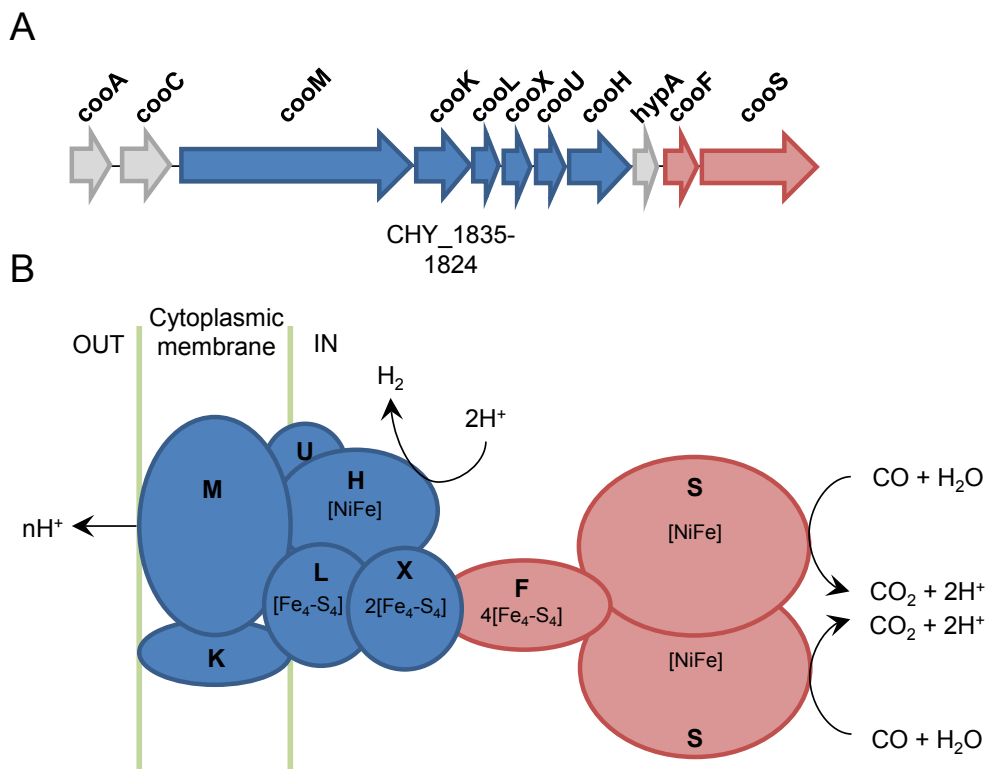 A
cooA cooC cooM cooK cooL cooX cooU cooH hypA cooF cooS
CHY_1835-
1824
B
OUT
Cytoplasmic
membrane
IN
H₂
2H⁺
U
M
H
[NiFe]
nH⁺
L
[Fe₄-S₄]
X
2[Fe₄-S₄]
K
F
4[Fe₄-S₄]
S
[NiFe]
[NiFe]
S
CO + H₂O
CO₂ + 2H⁺
CO₂ + 2H⁺
CO + H₂O